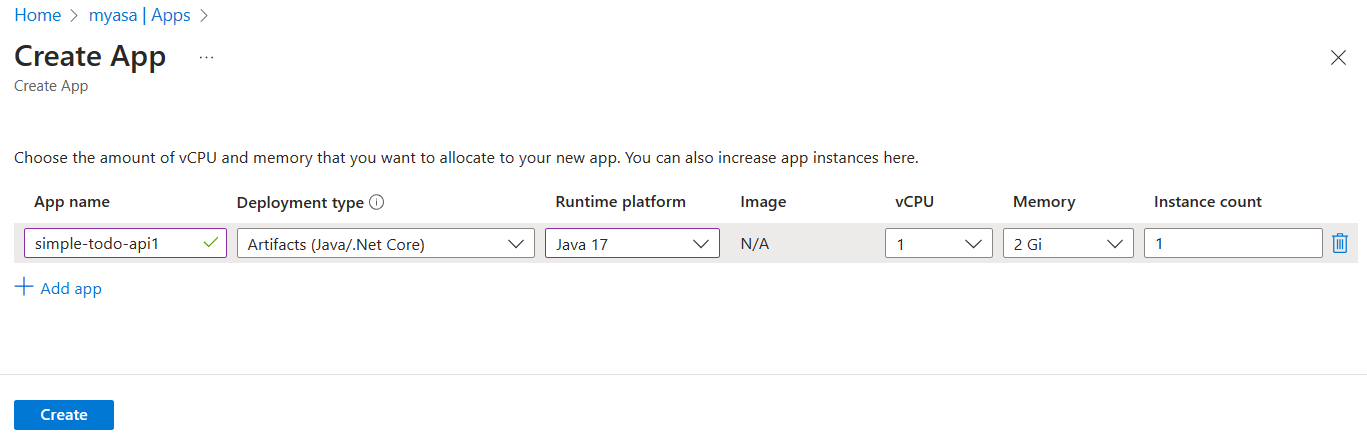 Home > myasa | Apps >
Create App ...
Create App
Choose the amount of vCPU and memory that you want to allocate to your new app. You can also increase app instances here.
App name Deployment type Runtime platform Image vCPU Memory Instance count
simple-todo-api1 Artifacts (Java/.Net Core) Java 17 N/A 1 2 Gi 1
+ Add app
Create